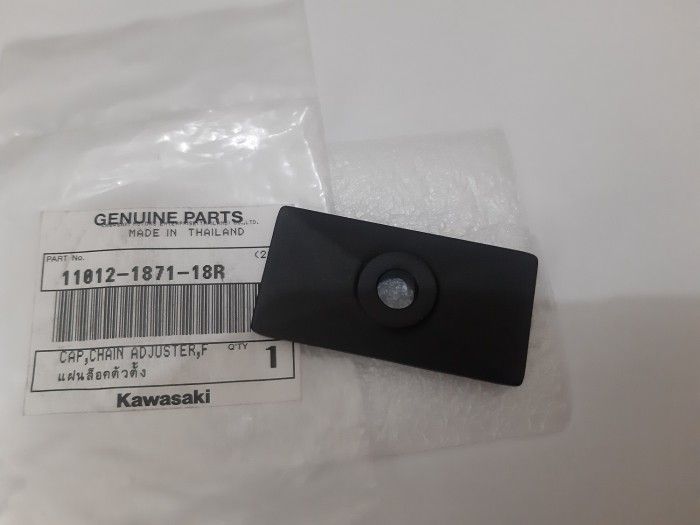 GENUINE PARTS
MADE IN THAILAND
PART No.
(2
11012-1871-18R
CAP,CHAIN ADJUSTER,F
Q'TY
1
แผ่นล๊อคตัวตั้ง
Kawasaki